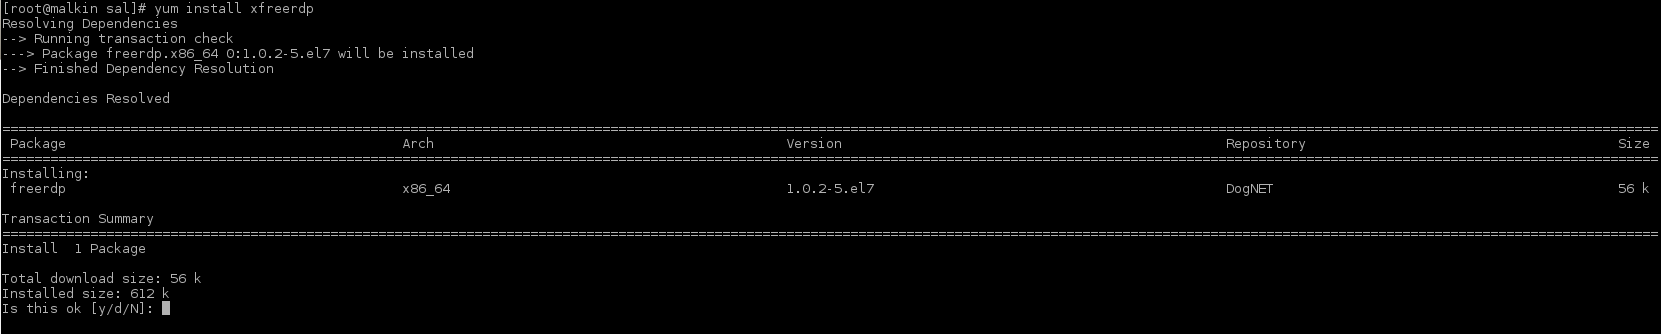 [root@malkin sal]# yum install xfreerdp
Resolving Dependencies
--> Running transaction check
---> Package freerdp.x86_64 0:1.0.2-5.el7 will be installed
--> Finished Dependency Resolution
Dependencies Resolved
Package Arch Version Repository Size
Installing:
freerdp x86_64 1.0.2-5.el7 DogNET 56 k
Transaction Summary
Install 1 Package
Total download size: 56 k
Installed size: 612 k
Is this ok [y/d/N]: